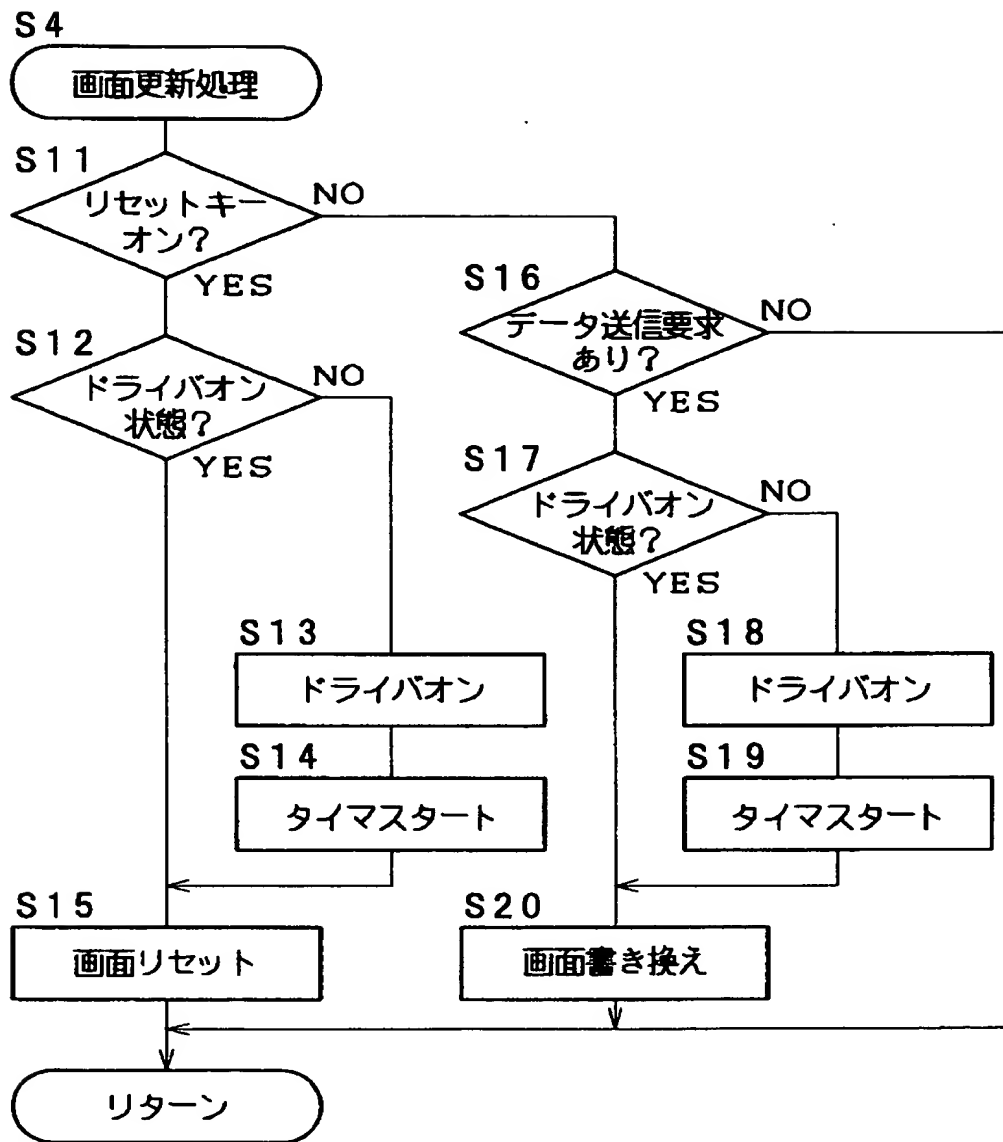 S4
画面更新処理
S11
リセットキー
オン?
NO
YES
S12
ドライバオン
状態?
NO
YES
S13
ドライバオン
S14
タイマスタート
S15
画面リセット
S16
データ送信要求
あり?
NO
YES
S17
ドライバオン
状態?
NO
YES
S18
ドライバオン
S19
タイマスタート
S20
画面書き換え
リターン